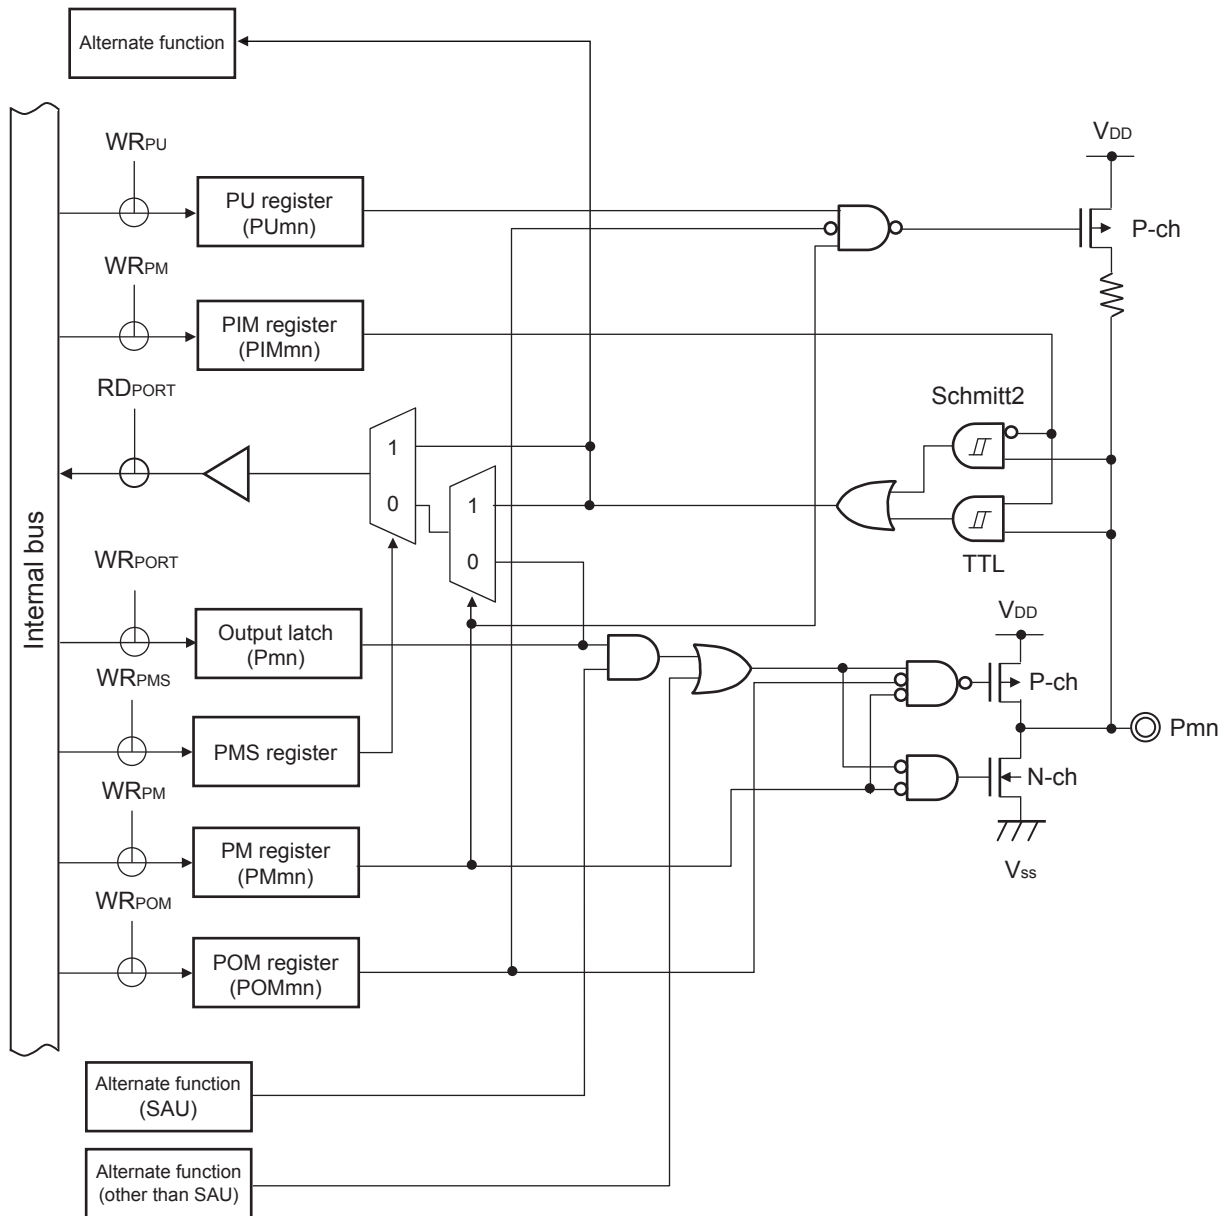 Alternate function
WRPU
PU register
(PUmn)
VDD
P-ch
WRPM
PIM register
(PIMmn)
RDPORT
Schmitt2
1
0
1
0
TTL
Internal bus
WRPORT
Output latch
(Pmn)
VDD
P-ch
Pmn
WRPMS
PMS register
N-ch
WRPM
PM register
(PMmn)
Vss
WRPOM
POM register
(POMmn)
Alternate function
(SAU)
Alternate function
(other than SAU)